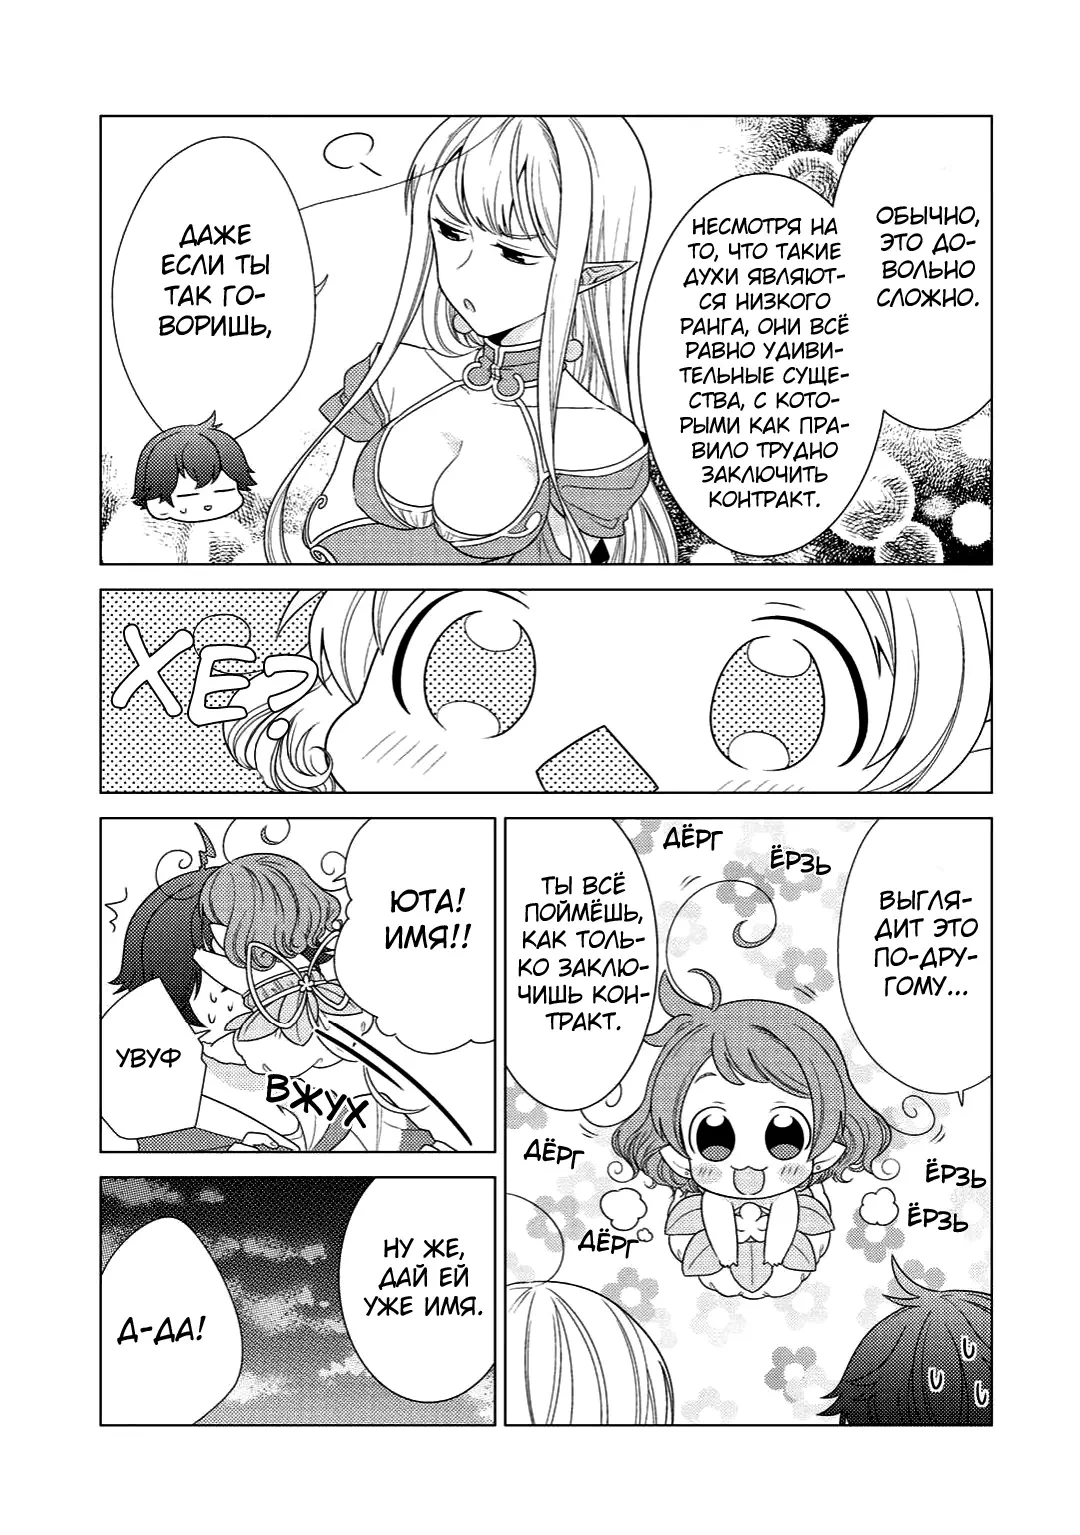 ОБЫЧНО,
ЭТО ДО-
ВОЛЬНО
СЛОЖНО.
НЕСМОТРЯ НА
ТО, ЧТО ТАКИЕ
ДУХИ ЯВЛЯЮТ-
СЯ НИЗКОГО
РАНГА, ОНИ ВСЁ
РАВНО УДИВИ-
ТЕЛЬНЫЕ СУЩЕ-
СТВА, С КОТО-
РЫМИ КАК ПРА-
ВИЛО ТРУДНО
ЗАКЛЮЧИТЬ
КОНТРАКТ.
ДАЖЕ
ЕСЛИ ТЫ
ТАК ГО-
ВОРИШЬ,
ХЕ?
ВЫГЛЯ-
ДИТ ЭТО
ПО-ДРУ-
ГОМУ...
ДЁРГ
ЁРЗЬ
ТЫ ВСЁ
ПОЙМЁШЬ,
КАК ТОЛЬ-
КО ЗАКЛЮ-
ЧИШЬ КОН-
ТРАКТ.
ДЁРГ
ЁРЗЬ
ЁРЗЬ
ДЁРГ
ЮТА!
ИМЯ!!
УВУФ
ВЖУХ
НУ ЖЕ,
ДАЙ ЕЙ
УЖЕ ИМЯ.
Д-ДА!